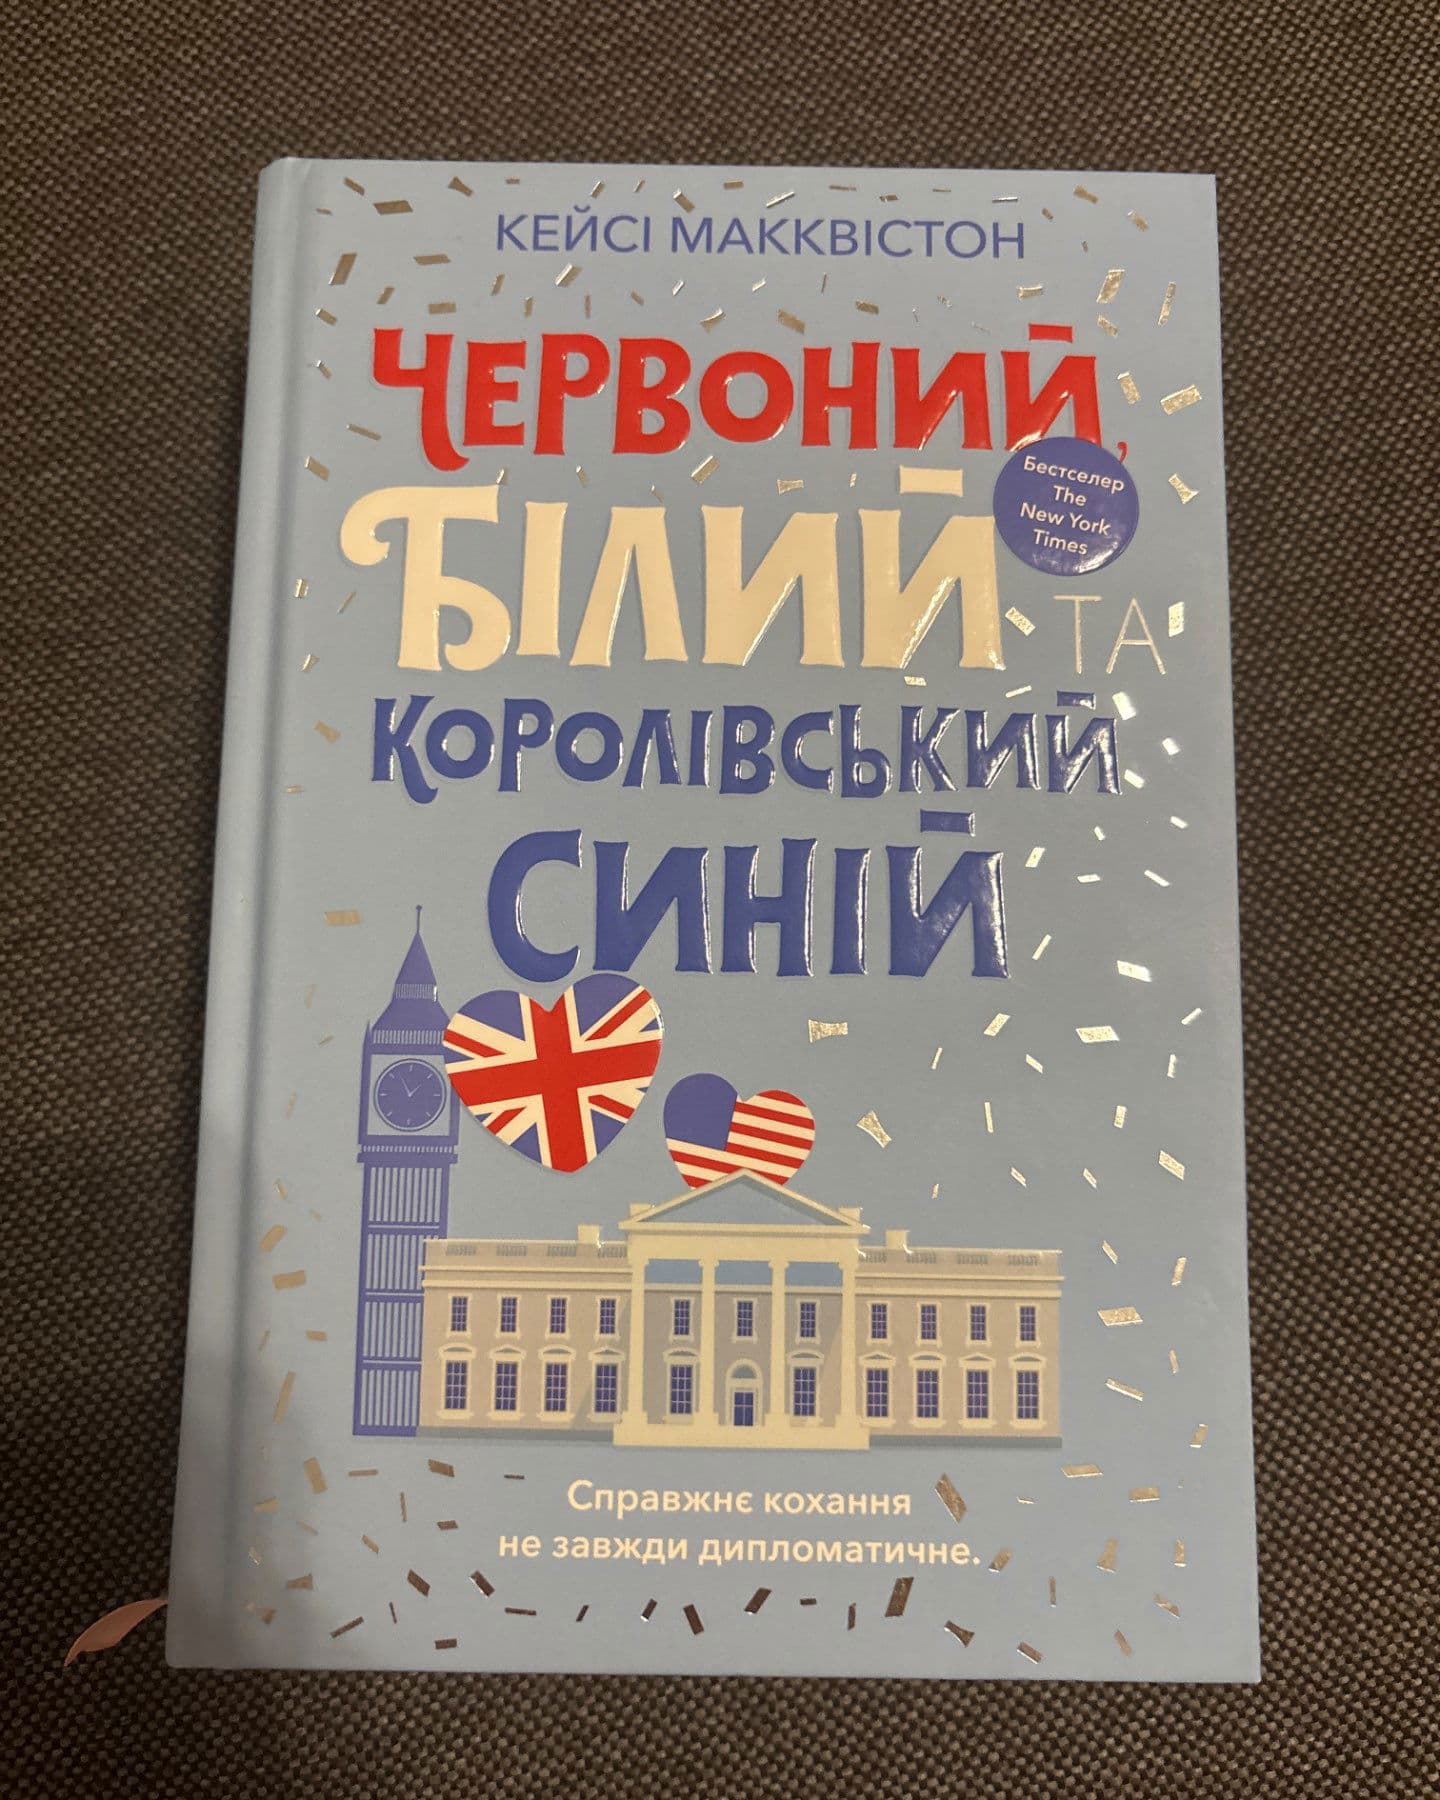 КЕЙСІ МАККВІСТОН
ЧЕРВОНИЙ,
БІЛИЙ ТА
КОРОЛІВСЬКИЙ
СИНІЙ
Бестселер
The
New York
Times
Справжнє кохання
не завжди дипломатичне.